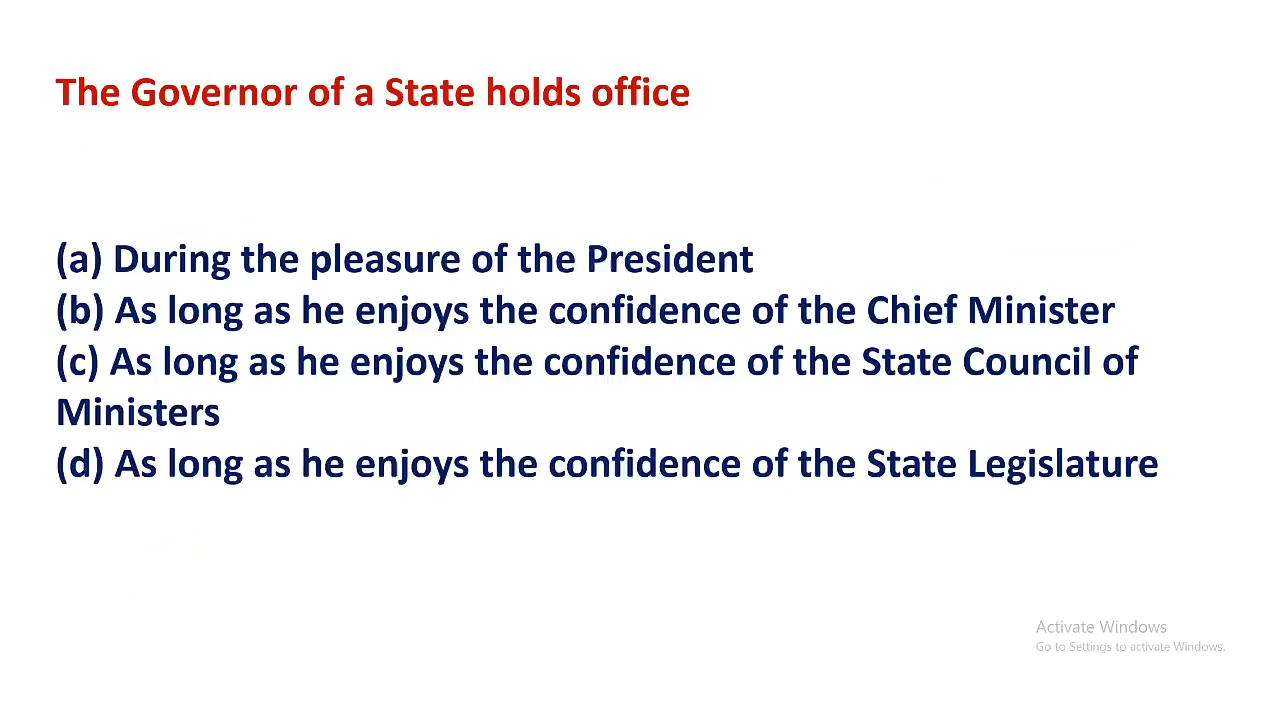 The Governor of a State holds office
(a) During the pleasure of the President
(b) As long as he enjoys the confidence of the Chief Minister
(c) As long as he enjoys the confidence of the State Council of
Ministers
(d) As long as he enjoys the confidence of the State Legislature
Activate Windows
Go to Settings to activate Windows.